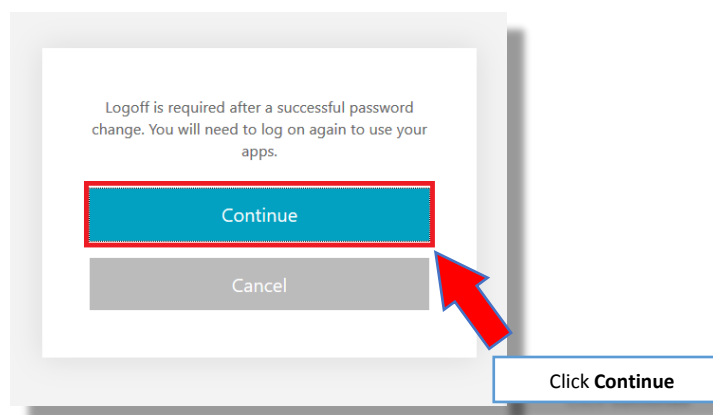 Logoff is required after a successful password
change. You will need to log on again to use your
apps.
Continue
Cancel
Click Continue